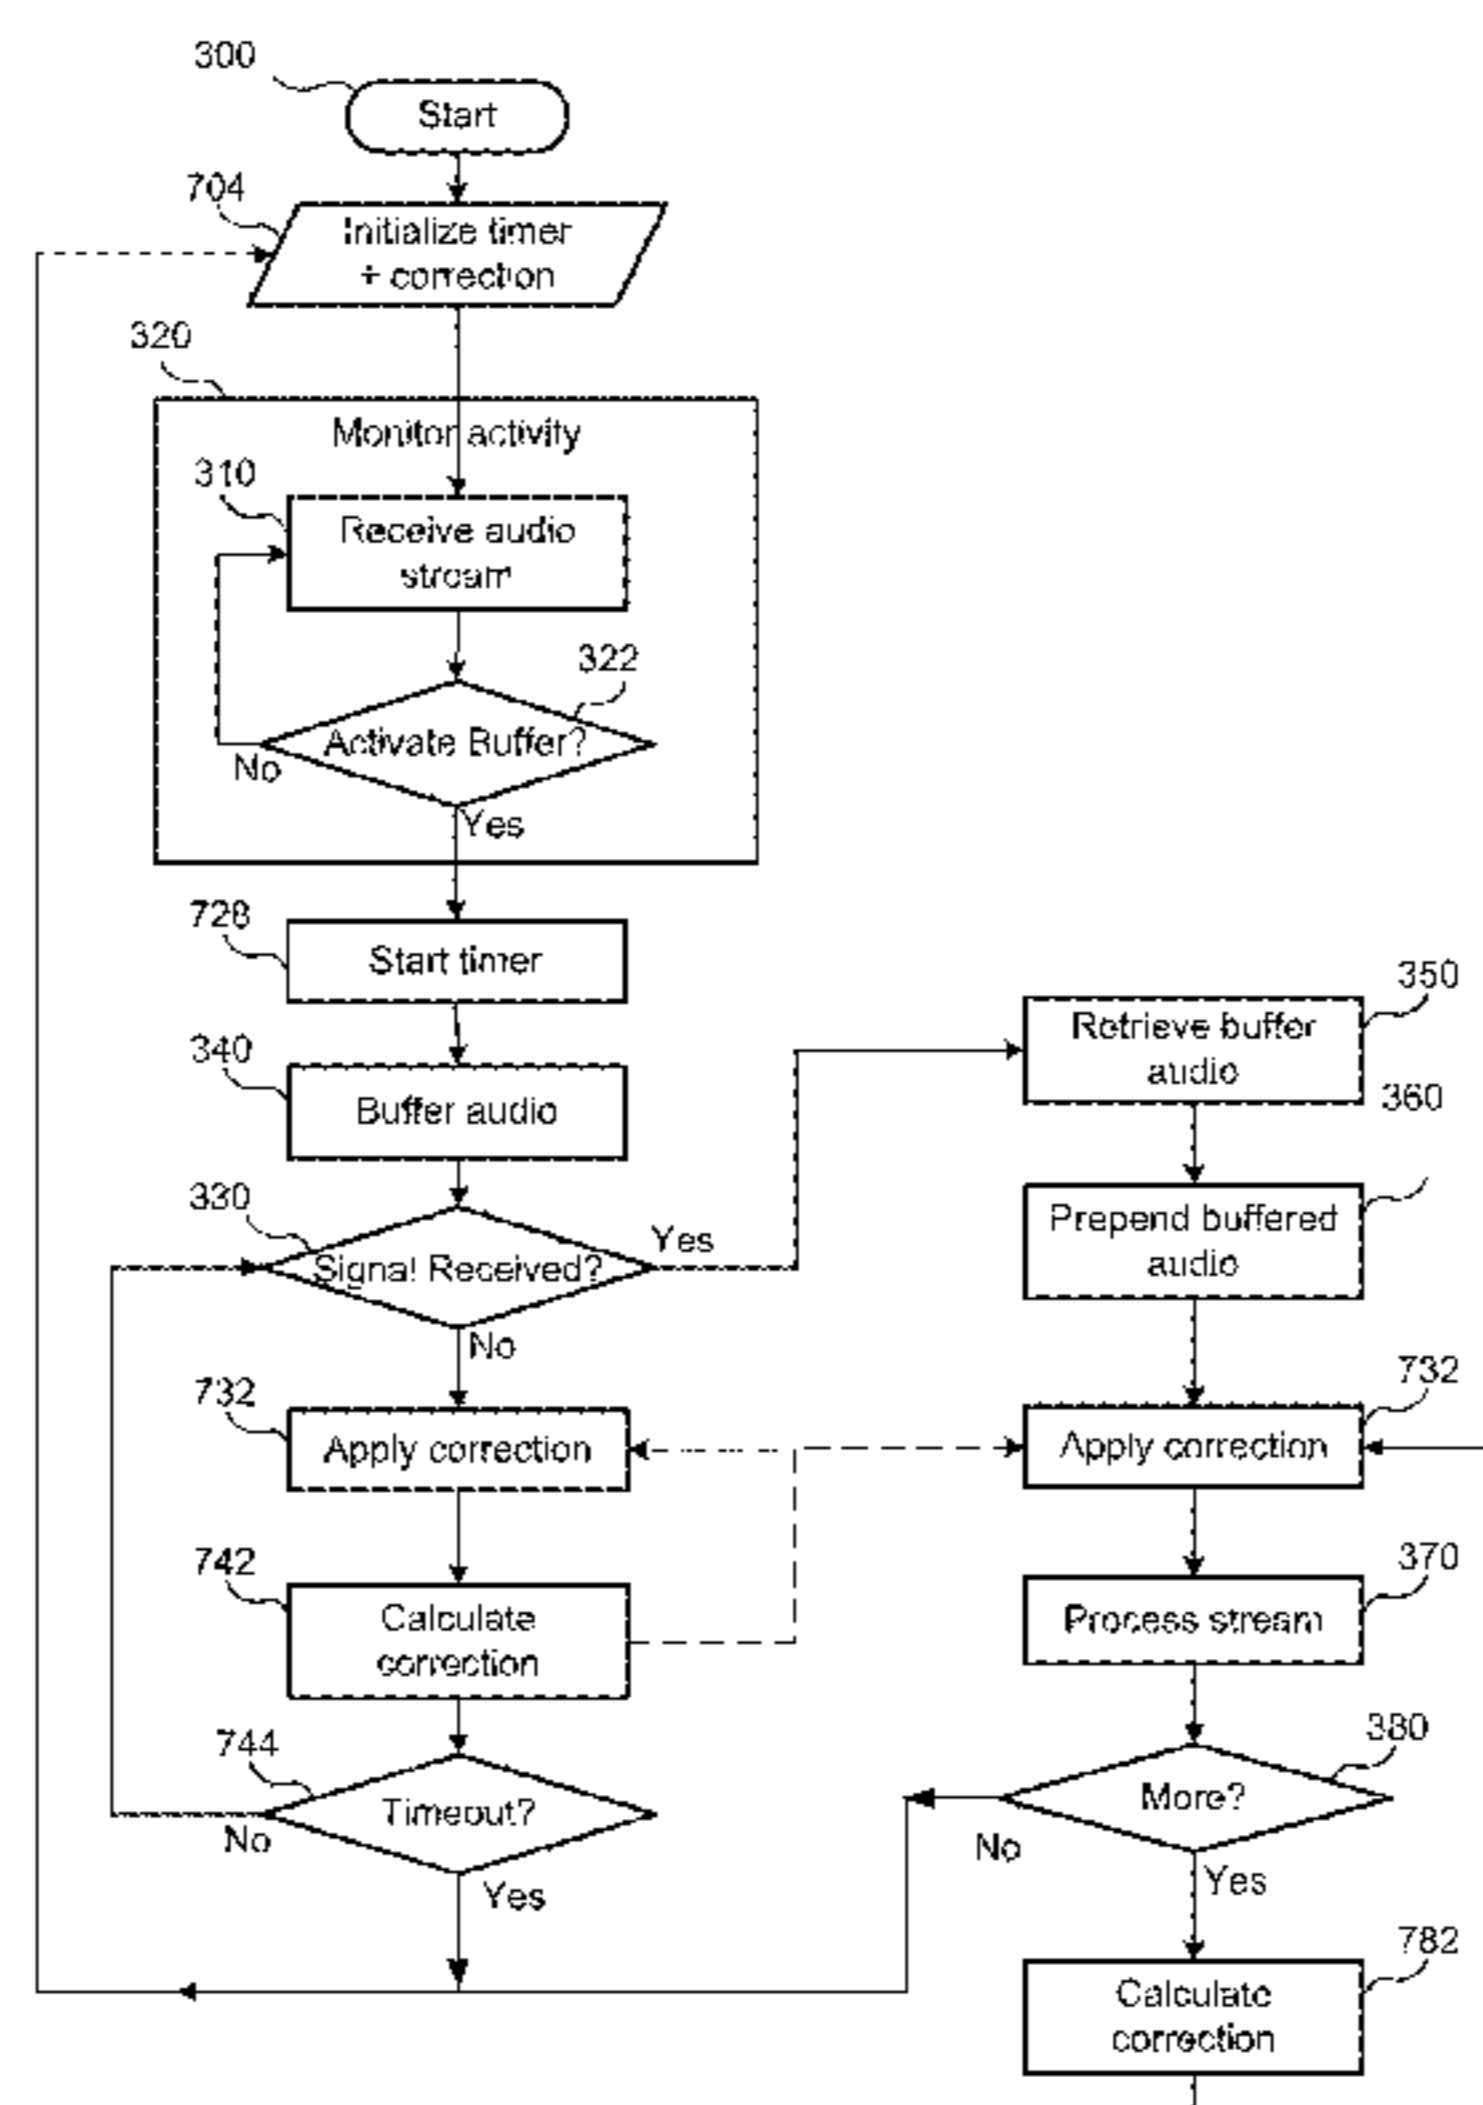 300
Start
704
Initialize timer
+ correction
320
Monitor activity
310
Receive audio
stream
322
Activate Buffer?
No
Yes
728
Start timer
340
Buffer audio
330
Signal Received?
Yes
No
732
Apply correction
742
Calculate
correction
744
Timeout?
No
Yes
350
Retrieve buffer
audio
360
Prepend buffered
audio
732
Apply correction
370
Process stream
380
More?
No
Yes
782
Calculate
correction